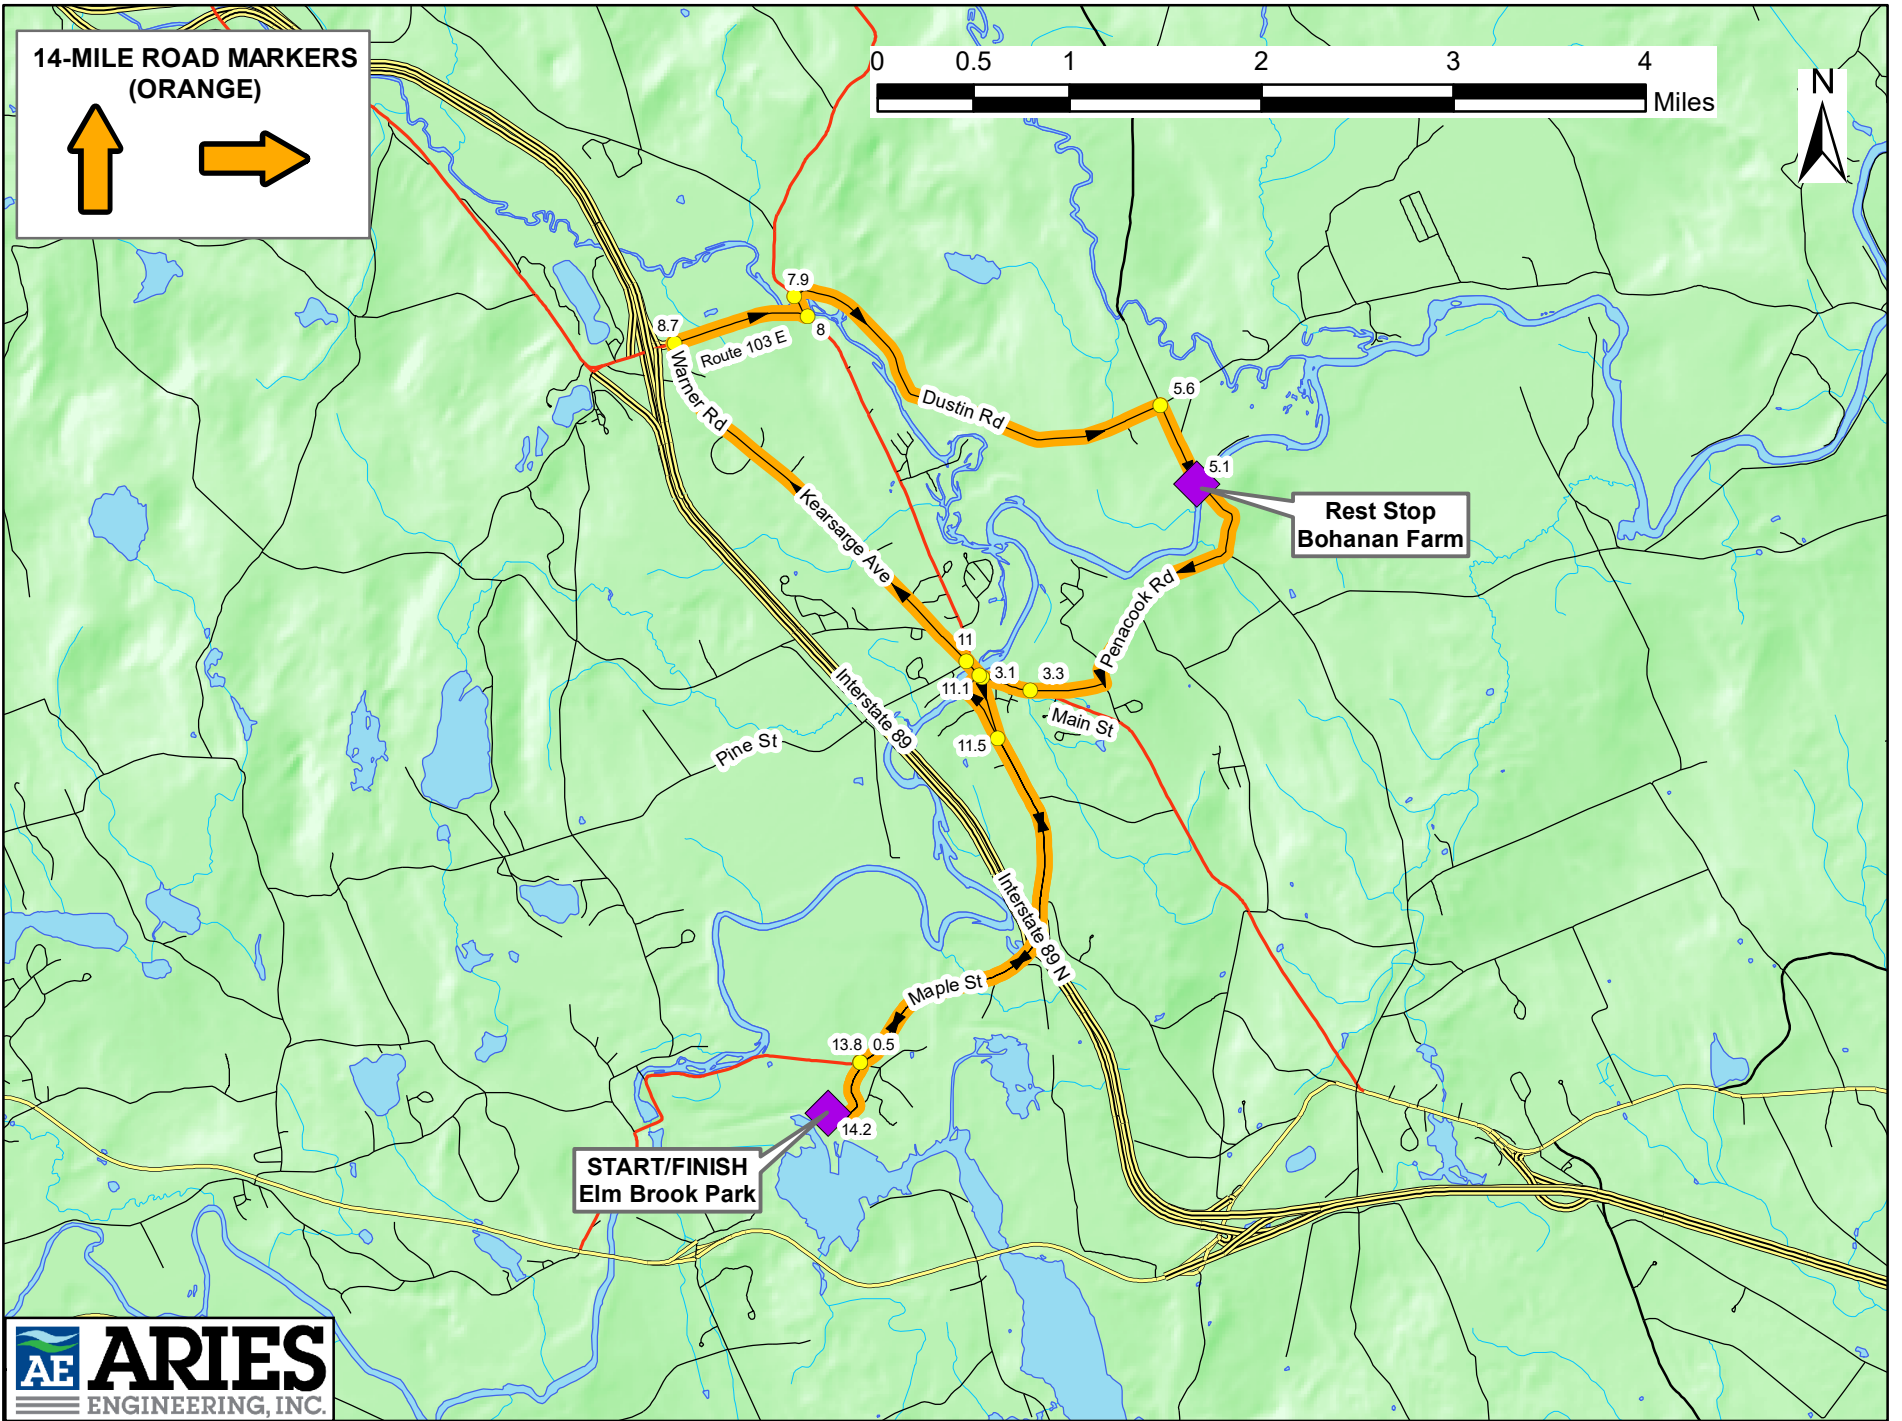 14-MILE ROAD MARKERS
(ORANGE)
0 0.5 1 2 3 4
Miles
N
7.9
8
8.7
Route 103 E
Warner Rd
Dustin Rd
5.6
5.1
Rest Stop
Bohanan Farm
Kearsarge Ave
Penacook Rd
11
3.1
3.3
11.1
Main St
11.5
Interstate 89
Pine St
Interstate 89 N
Maple St
13.8
0.5
14.2
START/FINISH
Elm Brook Park
AE ARIES
ENGINEERING, INC.